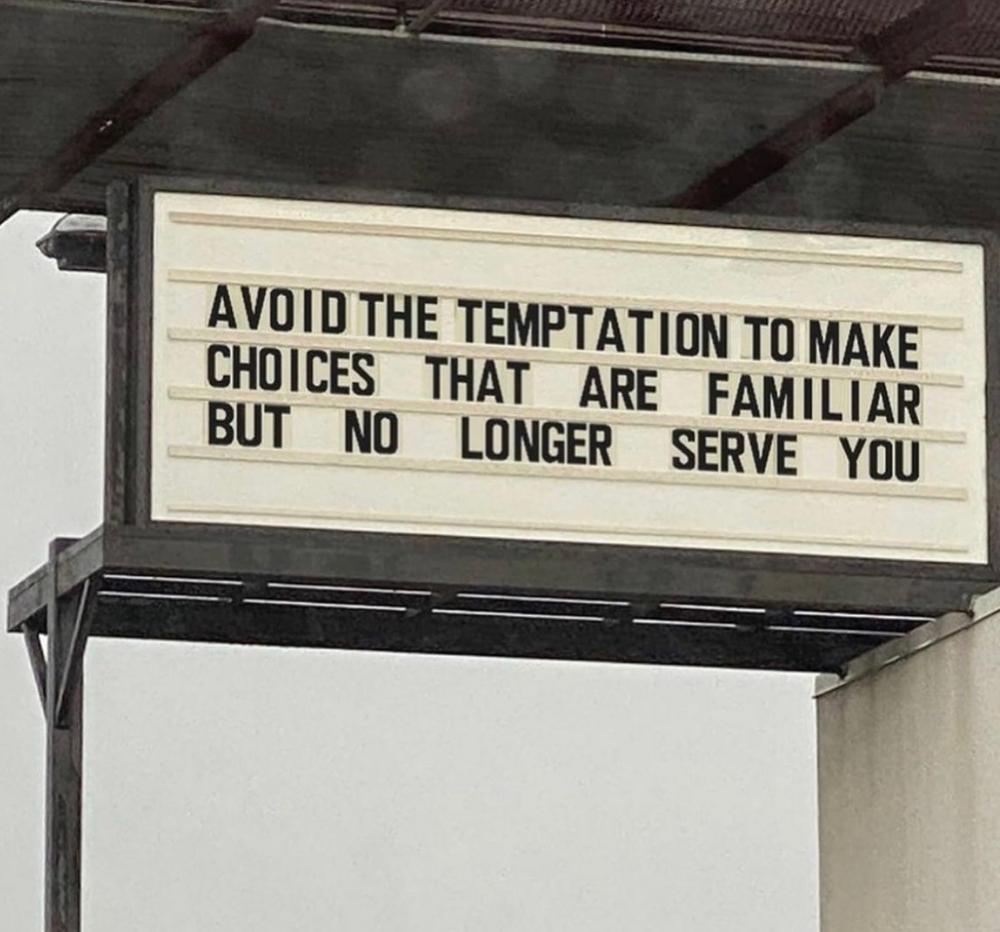 AVOID THE TEMPTATION TO MAKE
CHOICES THAT ARE FAMILIAR
BUT NO LONGER SERVE YOU